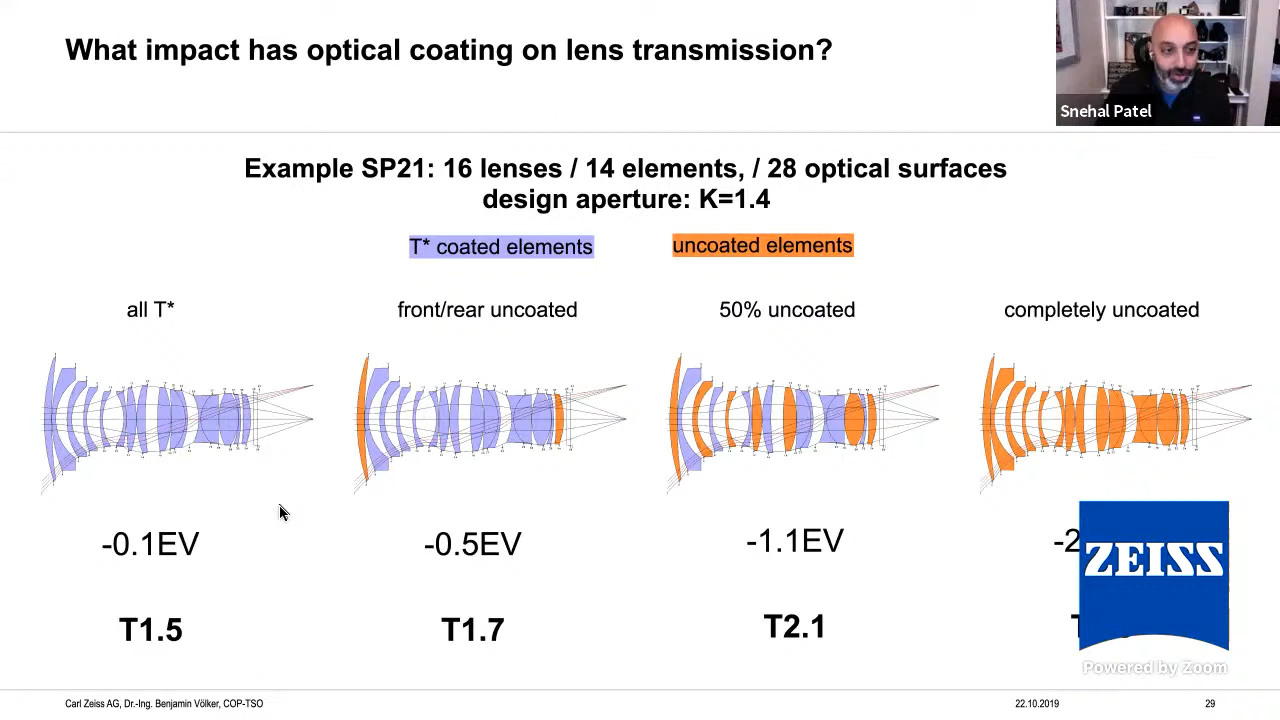 What impact has optical coating on lens transmission?
Snehal Patel
Example SP21: 16 lenses / 14 elements, / 28 optical surfaces
design aperture: K=1.4
T* coated elements
uncoated elements
all T*
front/rear uncoated
50% uncoated
completely uncoated
-0.1EV
-0.5EV
-1.1EV
-2
T1.5
T1.7
T2.1
ZEISS
Powered by Zoom
Carl Zeiss AG, Dr.-Ing. Benjamin Völker, COP-TSO
22.10.2019
29